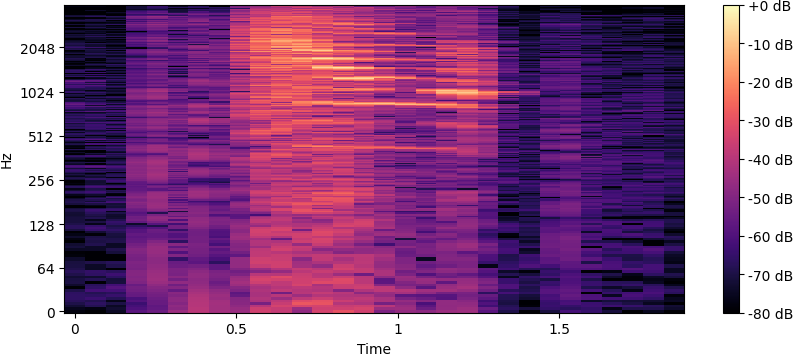 +0 dB
2048
-10 dB
1024
-20 dB
512
-30 dB
Hz
-40 dB
256
-50 dB
128
-60 dB
64
-70 dB
0
-80 dB
0 0.5 1 1.5
Time